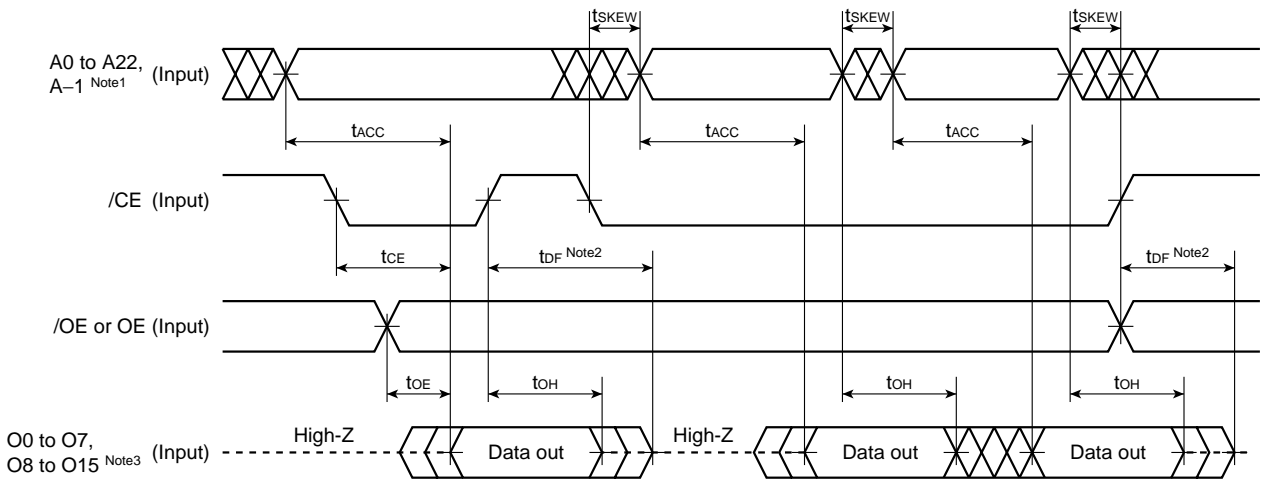 tSKEW tSKEW tSKEW
A0 to A22,
A–1 Note1 (Input)
tACC tACC tACC
/CE (Input)
tCE tDF Note2 tDF Note2
/OE or OE (Input)
tOE tOH tOH tOH
O0 to O7,
O8 to O15 Note3 (Input)
High-Z Data out High-Z Data out Data out